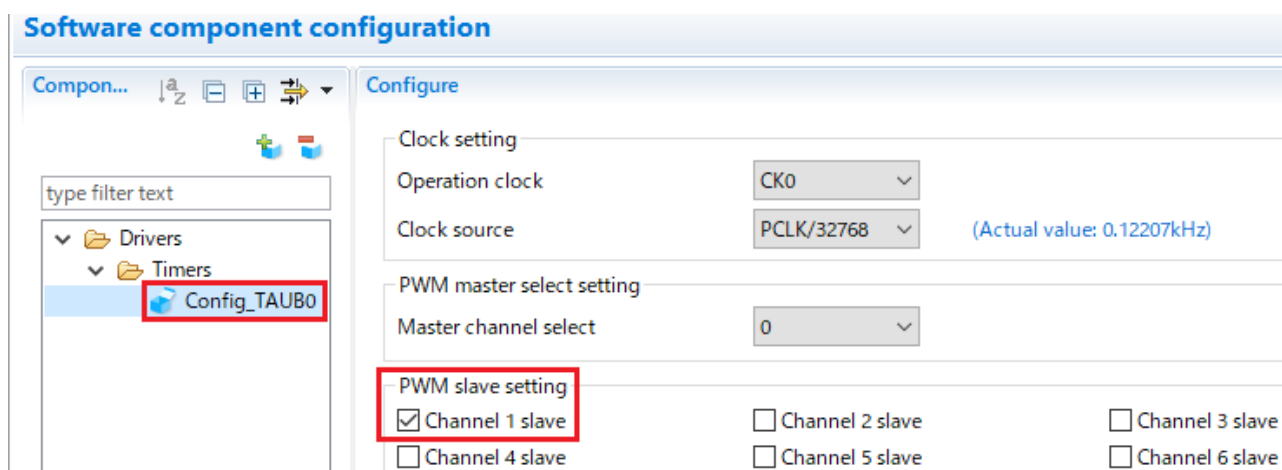 Software component configuration
Compon...
Configure
type filter text
Drivers
Timers
Config_TAUB0
Clock setting
Operation clock CK0
Clock source PCLK/32768 (Actual value: 0.12207kHz)
PWM master select setting
Master channel select 0
PWM slave setting
Channel 1 slave Channel 2 slave Channel 3 slave
Channel 4 slave Channel 5 slave Channel 6 slave